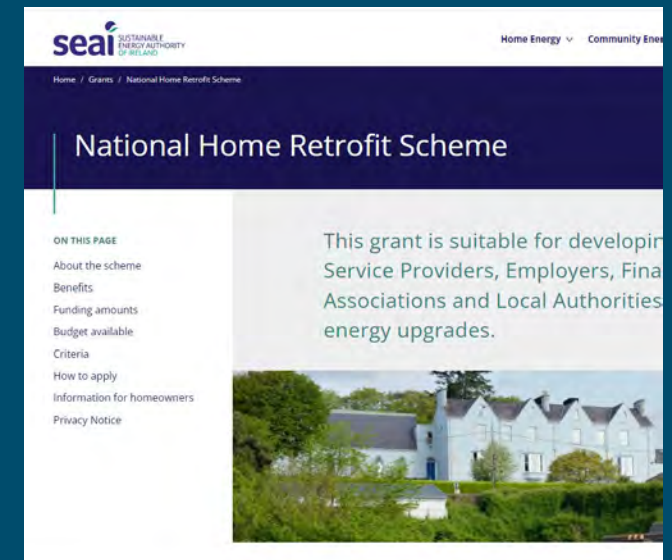 seai SUSTAINABLE
ENERGY AUTHORITY
OF IRELAND
Home Energy Community Ene
Home / Grants / National Home Retrofit Scheme
National Home Retrofit Scheme
ON THIS PAGE
About the scheme
Benefits
Funding amounts
Budget available
Criteria
How to apply
Information for homeowners
Privacy Notice
This grant is suitable for developin
Service Providers, Employers, Fina
Associations and Local Authorities
energy upgrades.